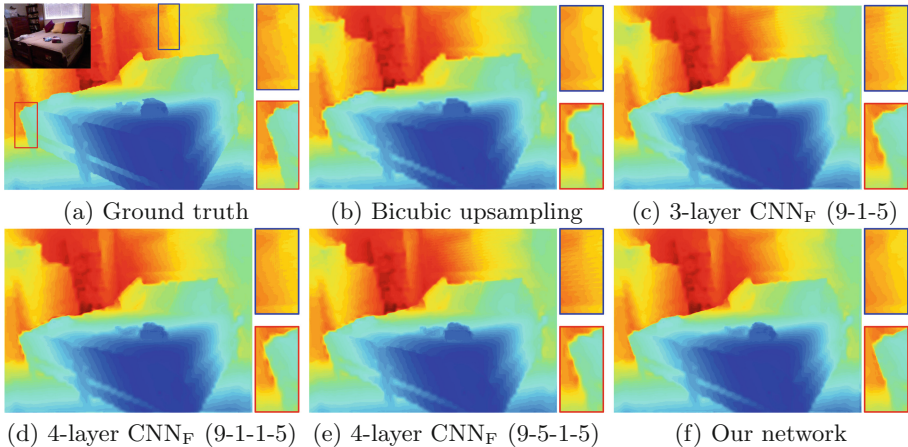 (a) Ground truth
(b) Bicubic upsampling
(c) 3-layer CNN_F (9-1-5)
(d) 4-layer CNN_F (9-1-1-5)
(e) 4-layer CNN_F (9-5-1-5)
(f) Our network